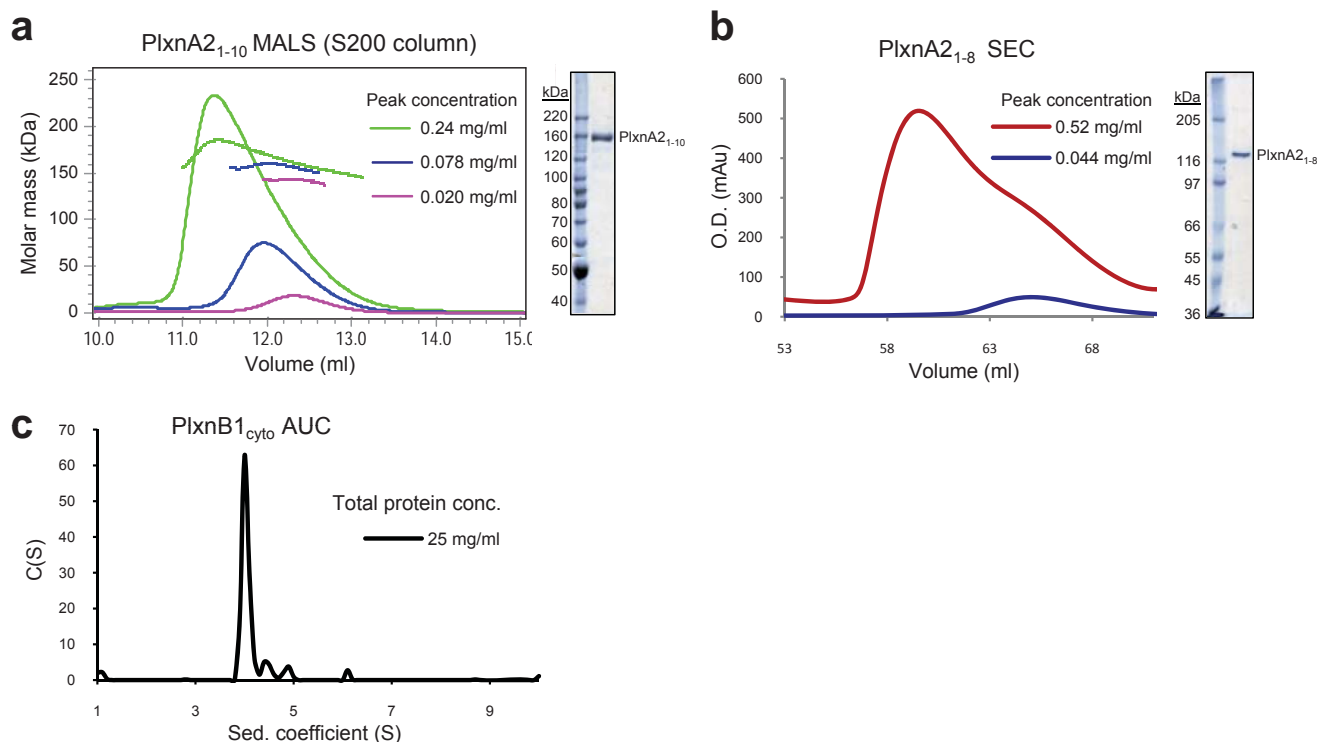 a
PlxnA2₁₋₁₀ MALS (S200 column)
Molar mass (kDa)
250
200
150
100
50
0
10.0 11.0 12.0 13.0 14.0 15.0
Volume (ml)
Peak concentration
0.24 mg/ml
0.078 mg/ml
0.020 mg/ml
kDa
220
160
120
100
80
70
60
50
40
PlxnA2₁₋₁₀
b
PlxnA2₁₋₈ SEC
O.D. (mAu)
600
500
400
300
200
100
0
53 58 63 68
Volume (ml)
Peak concentration
0.52 mg/ml
0.044 mg/ml
kDa
205
116
97
66
55
45
36
PlxnA2₁₋₈
c
PlxnB1cyto AUC
C(S)
70
60
50
40
30
20
10
0
1 3 5 7 9
Sed. coefficient (S)
Total protein conc.
25 mg/ml